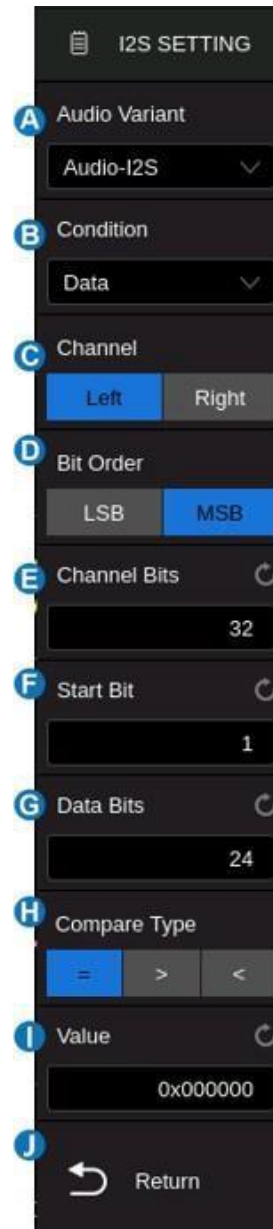 I2S SETTING
A Audio Variant
Audio-I2S
B Condition
Data
C Channel
Left Right
D Bit Order
LSB MSB
E Channel Bits
32
F Start Bit
1
G Data Bits
24
H Compare Type
= > <
I Value
0x000000
J
Return